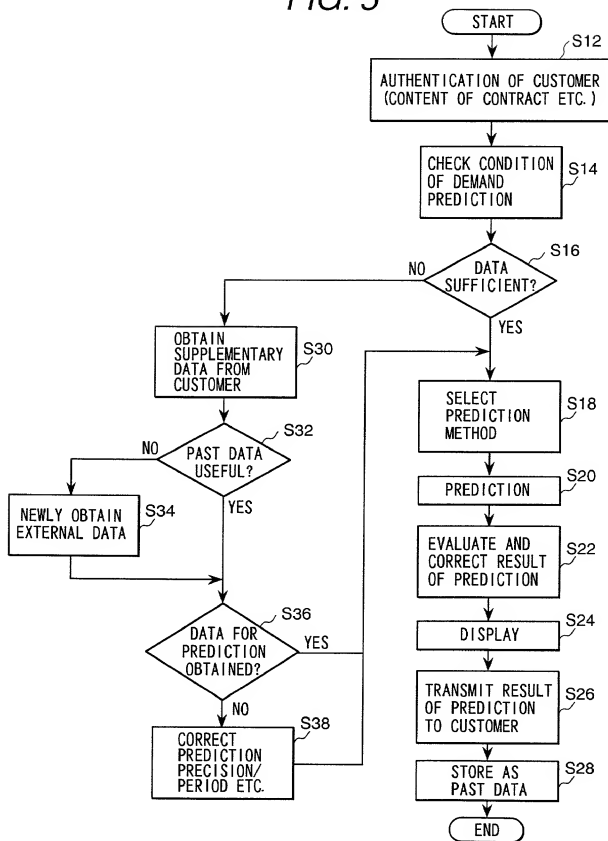 FIG. 3
START
S12
AUTHENTICATION OF CUSTOMER
(CONTENT OF CONTRACT ETC.)
S14
CHECK CONDITION
OF DEMAND
PREDICTION
S16
DATA
SUFFICIENT?
NO
YES
OBTAIN
SUPPLEMENTARY
DATA FROM
CUSTOMER
S30
S32
PAST DATA
USEFUL?
NO
YES
NEWLY OBTAIN
EXTERNAL DATA
S34
S36
DATA FOR
PREDICTION
OBTAINED?
YES
NO
S38
CORRECT
PREDICTION
PRECISION/
PERIOD ETC.
SELECT
PREDICTION
METHOD
S18
PREDICTION
S20
EVALUATE AND
CORRECT RESULT
OF PREDICTION
S22
DISPLAY
S24
TRANSMIT RESULT
OF PREDICTION
TO CUSTOMER
S26
STORE AS
PAST DATA
S28
END